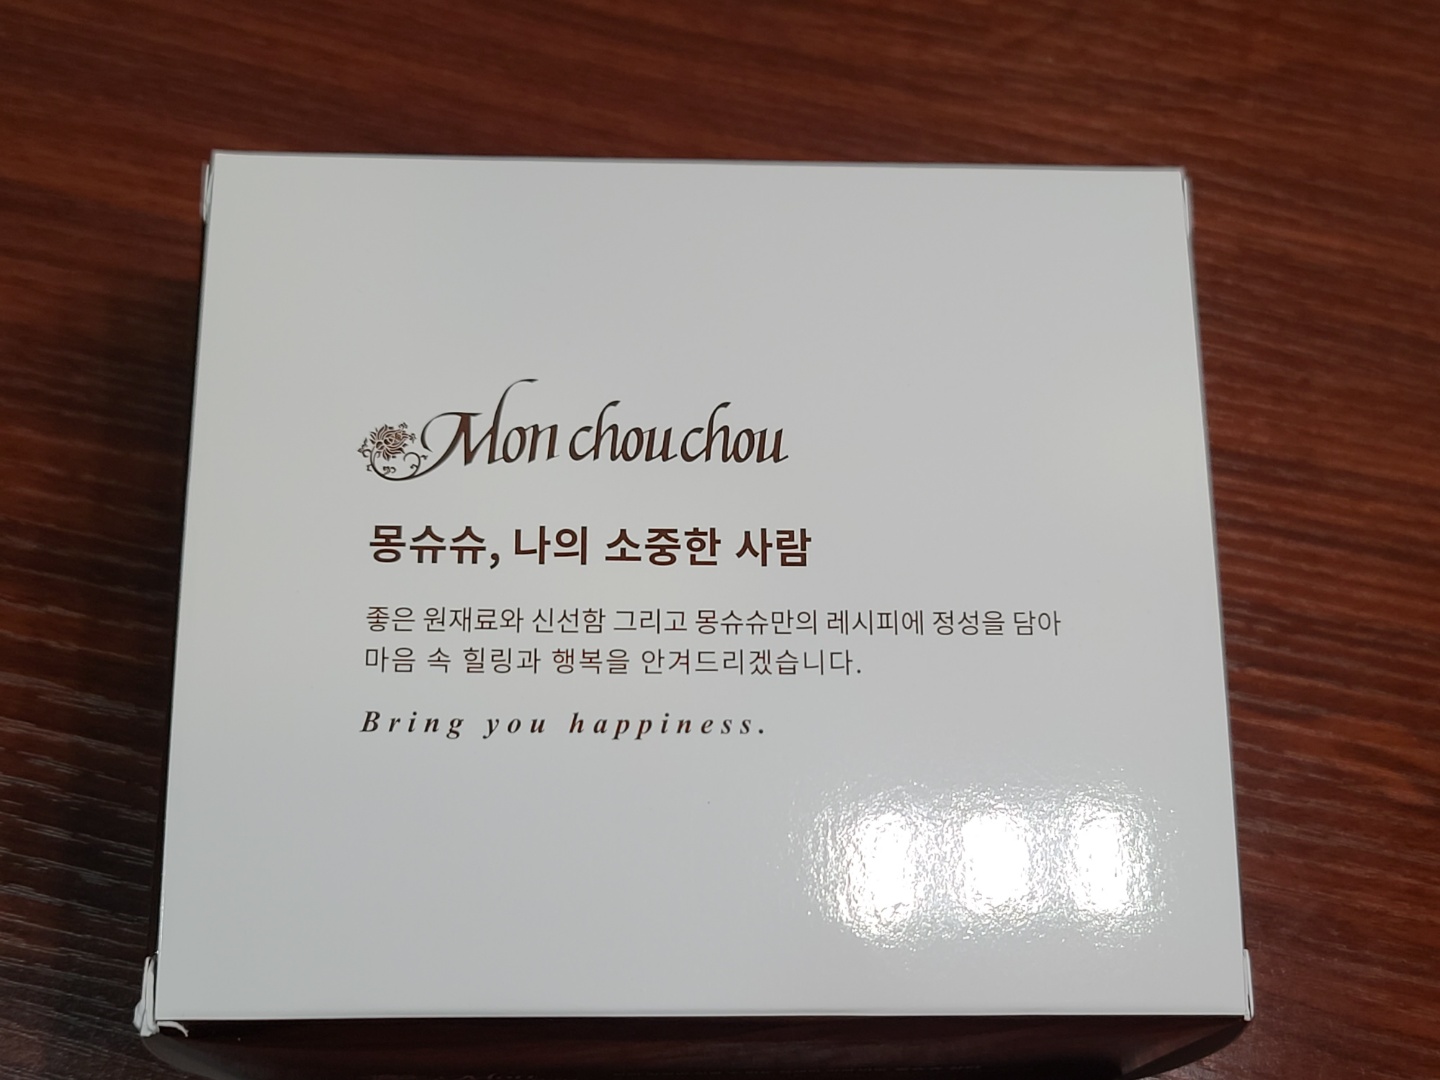 Mon chouchou
몽슈슈, 나의 소중한 사람
좋은 원재료와 신선함 그리고 몽슈슈만의 레시피에 정성을 담아
마음 속 힐링과 행복을 안겨드리겠습니다.
Bring you happiness.